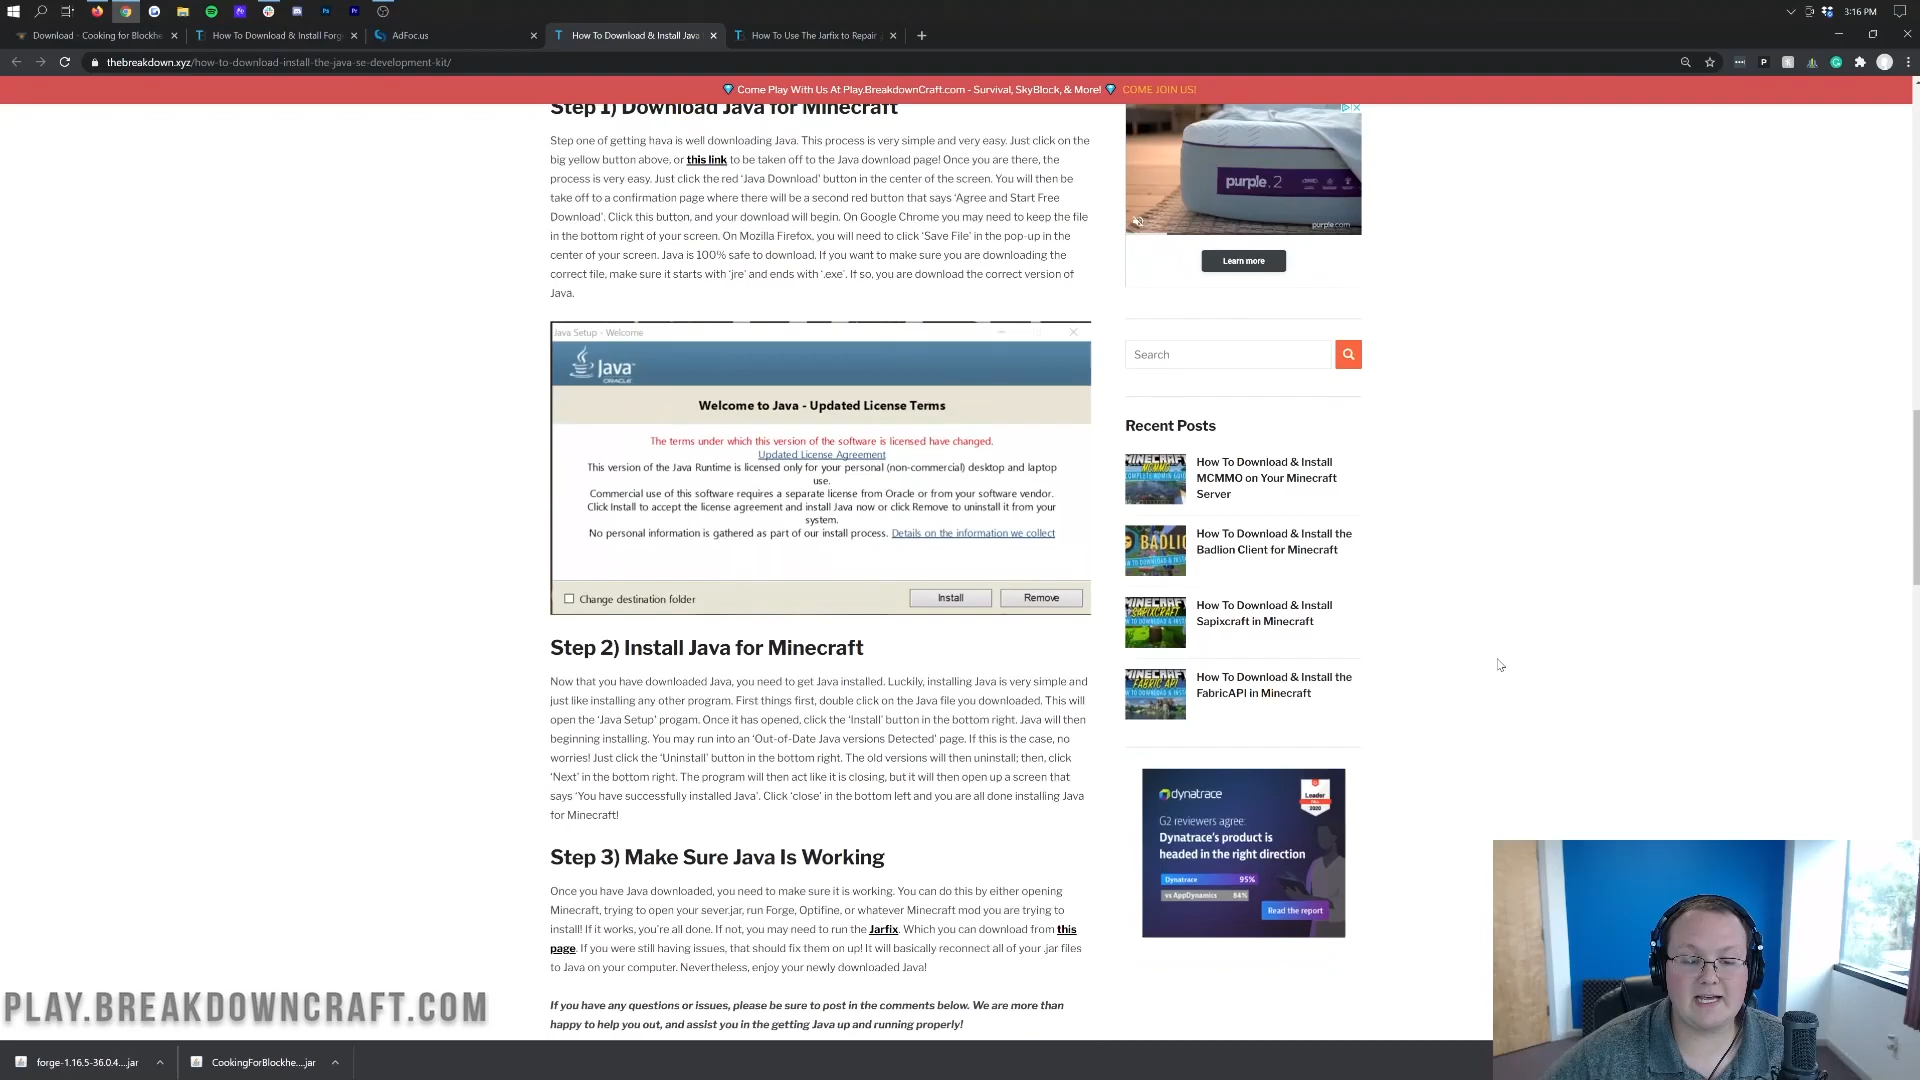 3:16 PM
Download - Cooking for Blockhe
How To Download & Install Forg
AdFoc.us
How To Download & Install Java
How To Use The Jarfix to Repair
thebreakdown.xyz/how-to-download-install-the-java-se-development-kit/
Come Play With Us At Play.BreakdownCraft.com - Survival, SkyBlock, & More! COME JOIN US!
Step 1) Download Java for Minecraft
Step one of getting hava is well downloading Java. This process is very simple and very easy. Just click on the
big yellow button above, or this link to be taken off to the Java download page! Once you are there, the
process is very easy. Just click the red ‘Java Download’ button in the center of the screen. You will then be
take off to a confirmation page where there will be a second red button that says ‘Agree and Start Free
Download’. Click this button, and your download will begin. On Google Chrome you may need to keep the file
in the bottom right of your screen. On Mozilla Firefox, you will need to click ‘Save File’ in the pop-up in the
center of your screen. Java is 100% safe to download. If you want to make sure you are downloading the
correct file, make sure it starts with ‘jre’ and ends with ‘.exe’. If so, you are download the correct version of
Java.
Java Setup - Welcome
Java
ORACLE
Welcome to Java - Updated License Terms
The terms under which this version of the software is licensed have changed.
Updated License Agreement
This version of the Java Runtime is licensed only for your personal (non-commercial) desktop and laptop
use.
Commercial use of this software requires a separate license from Oracle or from your software vendor.
Click Install to accept the license agreement and install Java now or click Remove to uninstall it from your
system.
No personal information is gathered as part of our install process. Details on the information we collect
Change destination folder
Install
Remove
Step 2) Install Java for Minecraft
Now that you have downloaded Java, you need to get Java installed. Luckily, installing Java is very simple and
just like installing any other program. First things first, double click on the Java file you downloaded. This will
open the ‘Java Setup’ progam. Once it has opened, click the ‘Install’ button in the bottom right. Java will then
beginning installing. You may run into an ‘Out-of-Date Java versions Detected’ page. If this is the case, no
worries! Just click the ‘Uninstall’ button in the bottom right. The old versions will then uninstall; then, click
‘Next’ in the bottom right. The program will then act like it is closing, but it will then open up a screen that
says ‘You have successfully installed Java’. Click ‘close’ in the bottom left and you are all done installing Java
for Minecraft!
Step 3) Make Sure Java Is Working
Once you have Java downloaded, you need to make sure it is working. You can do this by either opening
Minecraft, trying to open your sever.jar, run Forge, Optifine, or whatever Minecraft mod you are trying to
install! If it works, you’re all done. If not, you may need to run the Jarfix. Which you can download from this
page. If you were still having issues, that should fix them on up! It will basically reconnect all of your .jar files
to Java on your computer. Nevertheless, enjoy your newly downloaded Java!
If you have any questions or issues, please be sure to post in the comments below. We are more than
happy to help you out, and assist you in the getting Java up and running properly!
purple.2
purple.com
Learn more
Search
Recent Posts
How To Download & Install
MCMMO on Your Minecraft
Server
How To Download & Install the
Badlion Client for Minecraft
How To Download & Install
Sapixcraft in Minecraft
How To Download & Install the
FabricAPI in Minecraft
dynatrace
Leader
2020
G2 reviewers agree:
Dynatrace’s product is
headed in the right direction
Dynatrace 95%
vs AppDynamics 84%
Read the report
PLAY.BREAKDOWNCRAFT.COM
forge-1.16.5-36.0.4....jar
CookingForBlockhe....jar